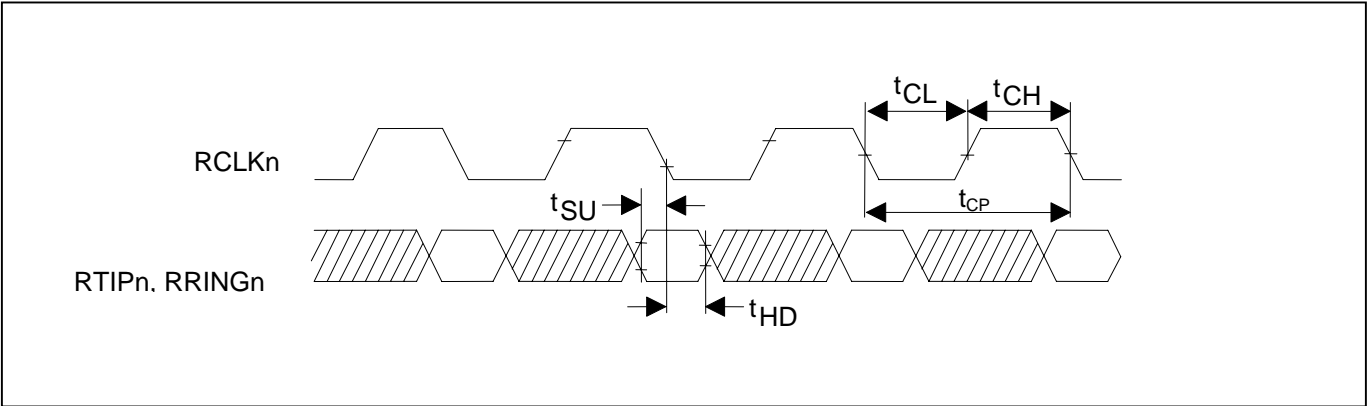 tCL tCH
RCLKn
tSU
tCP
RTIPn, RRINGn
tHD